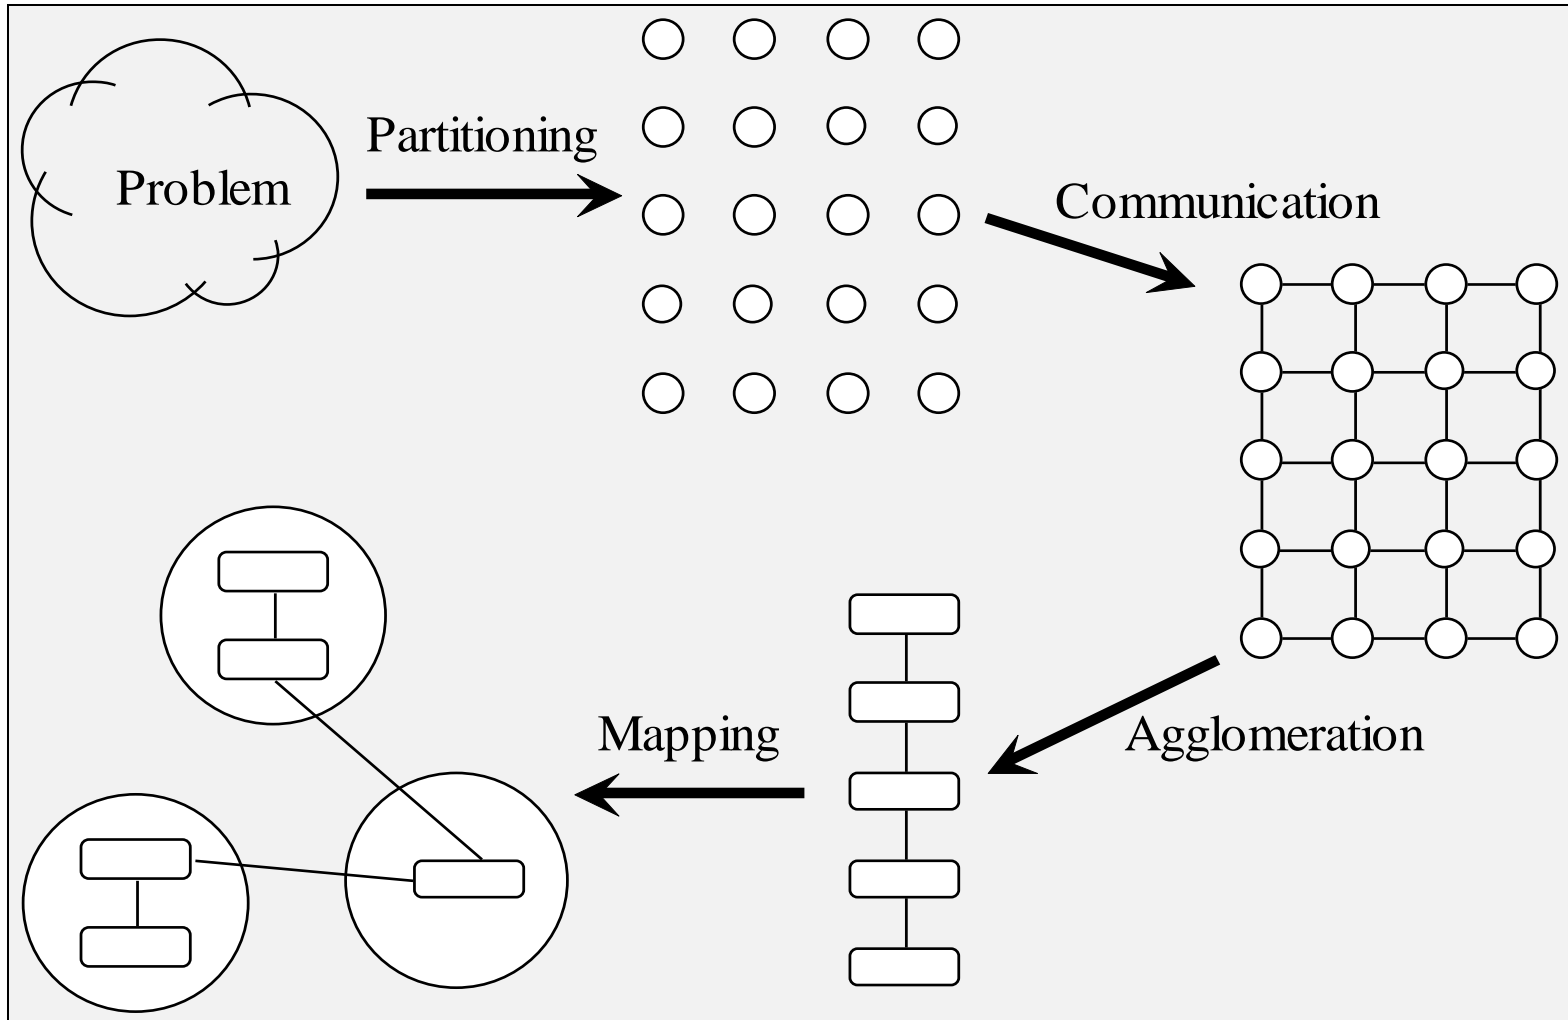 Problem
Partitioning
Communication
Agglomeration
Mapping